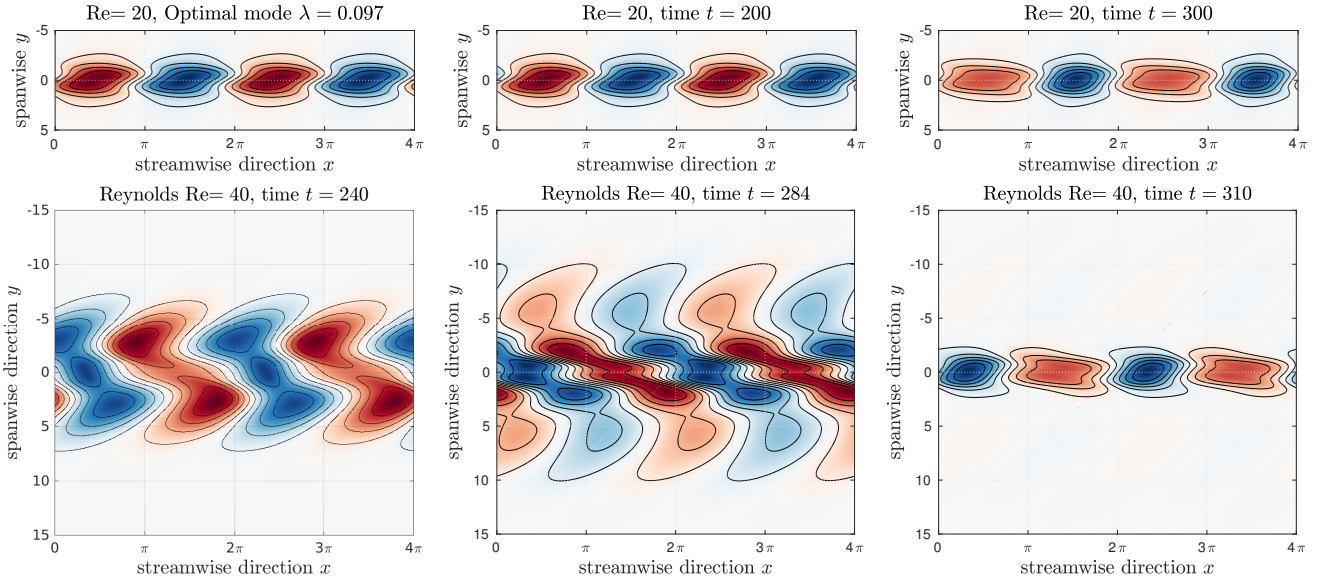 Re= 20, Optimal mode λ = 0.097
spanwise y
-5
0
5
0 π 2π 3π 4π
streamwise direction x
Re= 20, time t = 200
spanwise y
-5
0
5
0 π 2π 3π 4π
streamwise direction x
Re= 20, time t = 300
spanwise y
-5
0
5
0 π 2π 3π 4π
streamwise direction x
Reynolds Re= 40, time t = 240
spanwise direction y
-15
-10
-5
0
5
10
15
0 π 2π 3π 4π
streamwise direction x
Reynolds Re= 40, time t = 284
spanwise direction y
-15
-10
-5
0
5
10
15
0 π 2π 3π 4π
streamwise direction x
Reynolds Re= 40, time t = 310
spanwise direction y
-15
-10
-5
0
5
10
15
0 π 2π 3π 4π
streamwise direction x